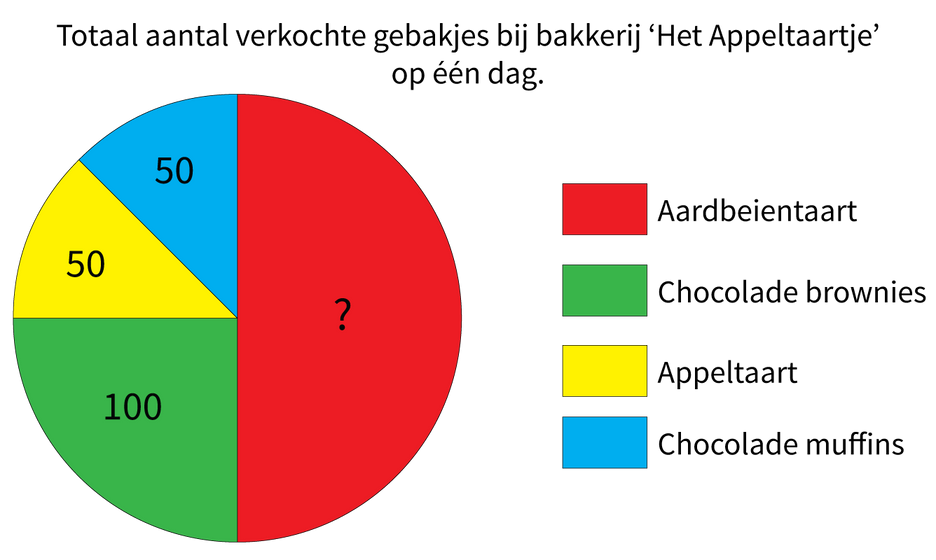 Totaal aantal verkochte gebakjes bij bakkerij ‘Het Appeltaartje’
op één dag.
50
50
?
100
Aardbeientaart
Chocolade brownies
Appeltaart
Chocolade muffins